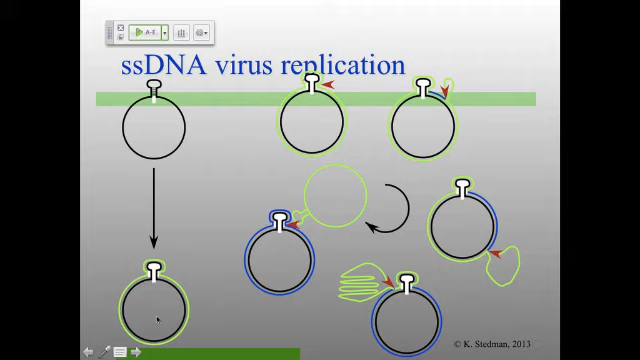 A-E
ssDNA virus replication
© K. Stedman, 2013